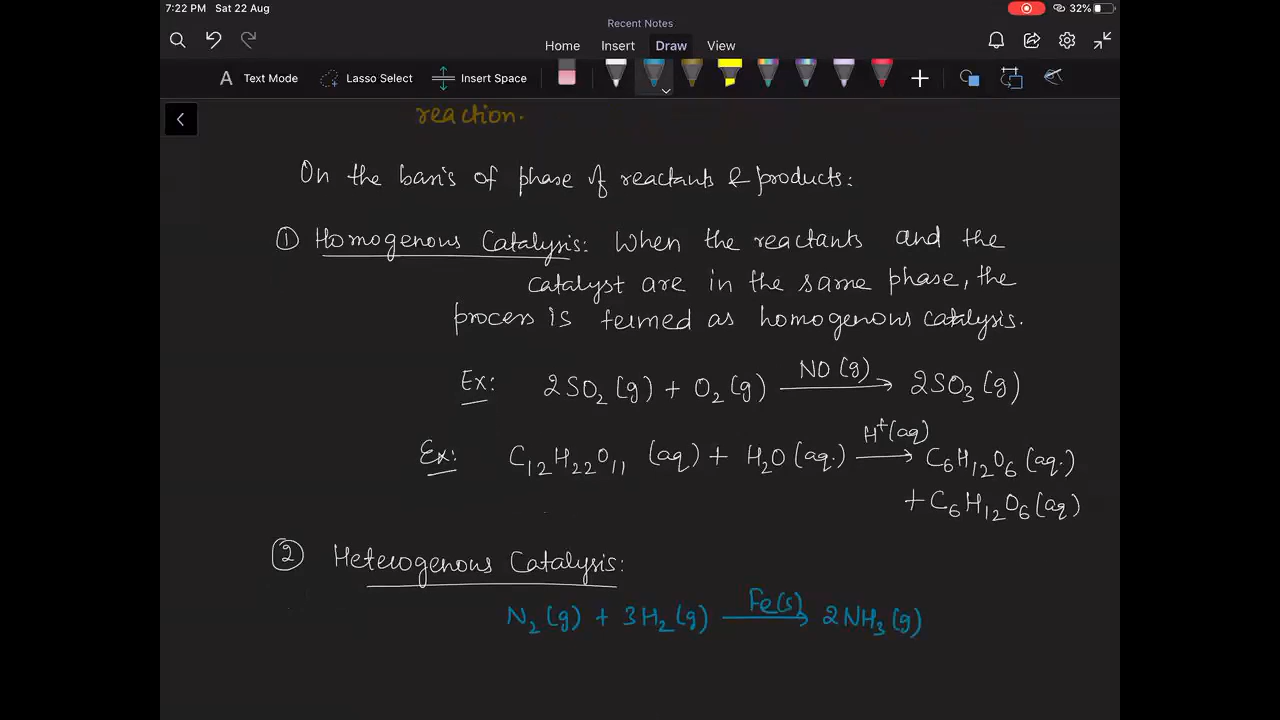 7:22 PM Sat 22 Aug 32%
Recent Notes
Home Insert Draw View
Text Mode Lasso Select Insert Space
reaction.
On the basis of phase of reactants & products:
① Homogenous Catalysis: When the reactants and the
catalyst are in the same phase, the
process is termed as homogenous catalysis.
Ex: 2SO₂(g) + O₂(g) NO(g)⟶ 2SO₃(g)
Ex: C₁₂H₂₂O₁₁ (aq) + H₂O(aq.) H⁺(aq)⟶ C₆H₁₂O₆(aq.)
+ C₆H₁₂O₆(aq)
② Heterogenous Catalysis:
N₂(g) + 3H₂(g) Fe(s)⟶ 2NH₃(g)